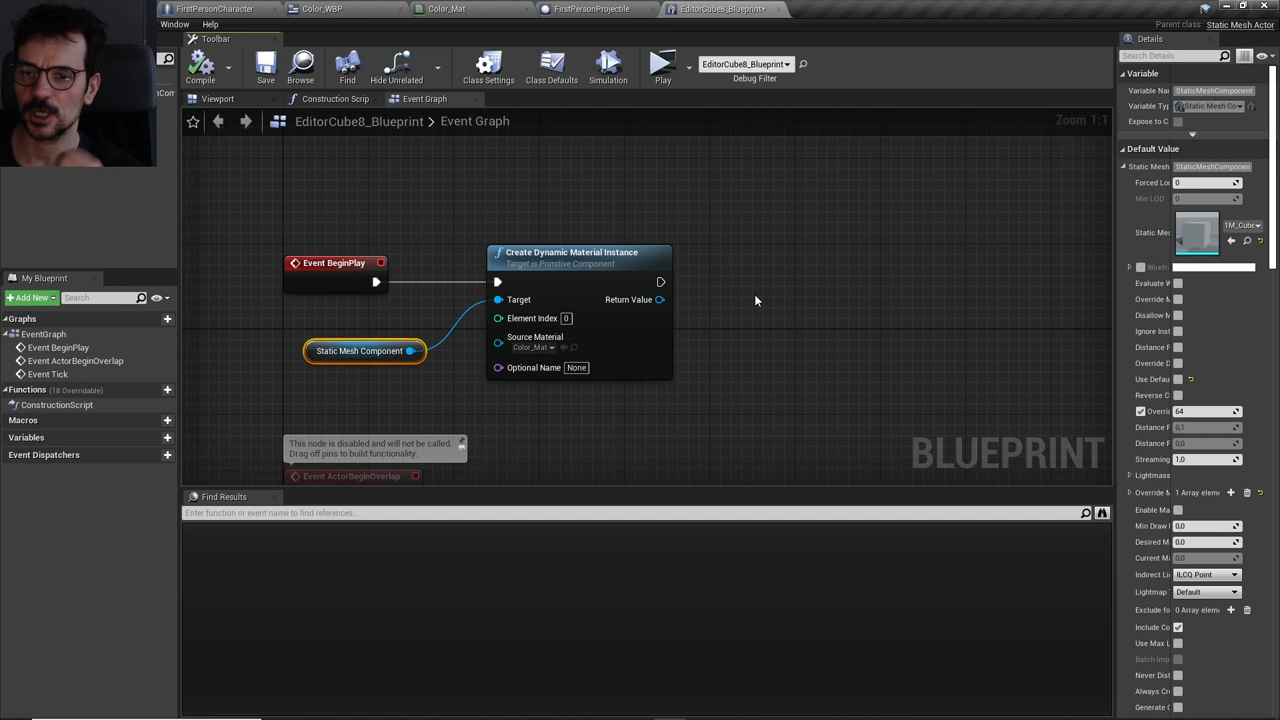 FirstPersonCharacter
Color_WBP
Color_Mat
FirstPersonProjectile
EditorCube8_Blueprint*
Window
Help
Parent class:
Static Mesh Actor
Toolbar
Details
Compile
Save
Browse
Find
Hide Unrelated
Class Settings
Class Defaults
Simulation
Play
EditorCube8_Blueprint
Debug Filter
Search Details
Viewport
Construction Scrip
Event Graph
EditorCube8_Blueprint > Event Graph
Zoom 1:1
Variable
Variable Na
StaticMeshComponent
Variable Typ
Static Mesh Co
Expose to C
Default Value
Static Mesh
StaticMeshComponen
Forced Lo
0
Min LOD
0
Static Mes
1M_Cube
Wirefr
Evaluate W
Override M
Disallow M
Ignore Inst
Distance F
Override D
Use Defau
Reverse C
Overri
64
Distance F
0,1
Distance F
0,0
Streaming
1,0
Lightmass
Override M
1 Array elem
Enable Ma
Min Draw
0,0
Desired M
0,0
Current M
0,0
Indirect Li
ILCQ Point
Lightmap
Default
Exclude fo
0 Array elem
Include Co
Use Max L
Batch Imp
Never Dist
Always Cr
Generate
My Blueprint
Add New
Search
Graphs
EventGraph
Event BeginPlay
Event ActorBeginOverlap
Event Tick
Functions (18 Overridable)
ConstructionScript
Macros
Variables
Event Dispatchers
Event BeginPlay
Static Mesh Component
Create Dynamic Material Instance
Target is Primitive Component
Target
Return Value
Element Index 0
Source Material
Color_Mat
Optional Name None
This node is disabled and will not be called.
Drag off pins to build functionality.
Event ActorBeginOverlap
BLUEPRINT
Find Results
Enter function or event name to find references...